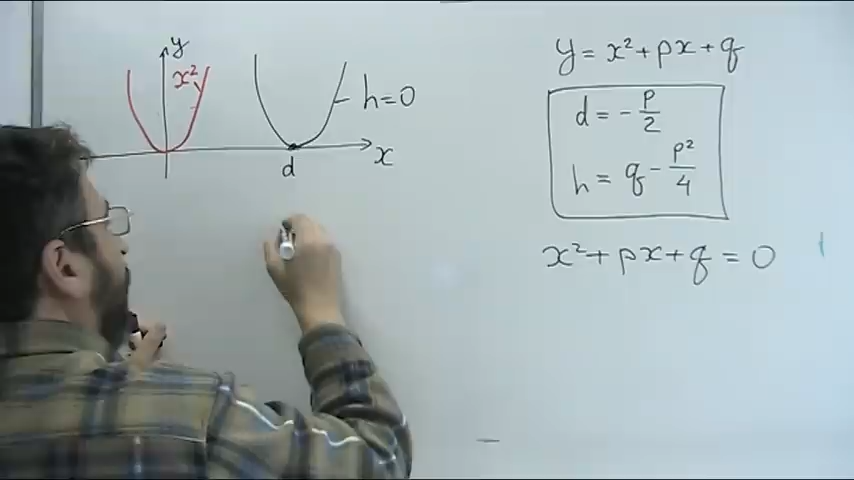 y
x²
h=0
x
d
y = x² + px + q
d = - p/2
h = q - p²/4
x² + px + q = 0